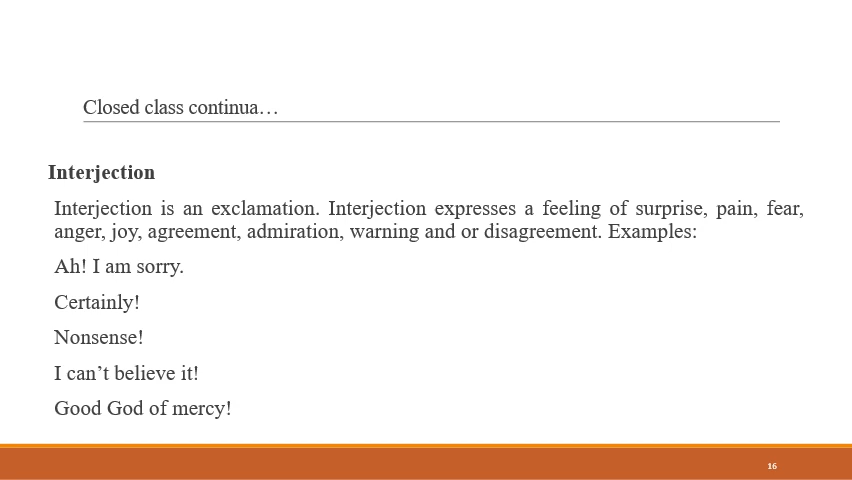 Closed class continua…
Interjection
Interjection is an exclamation. Interjection expresses a feeling of surprise, pain, fear,
anger, joy, agreement, admiration, warning and or disagreement. Examples:
Ah! I am sorry.
Certainly!
Nonsense!
I can’t believe it!
Good God of mercy!
16